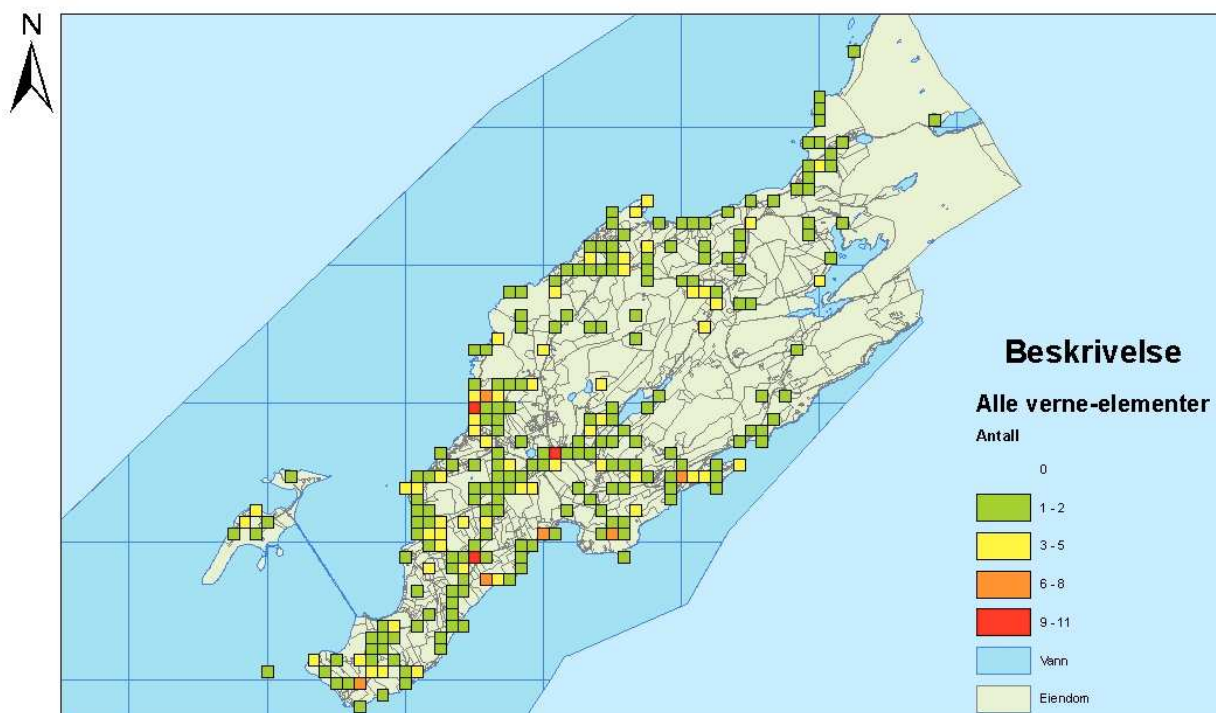 N
Beskrivelse
Alle verne-elementer
Antall
0
1 - 2
3 - 5
6 - 8
9 - 11
Vann
Eiendom